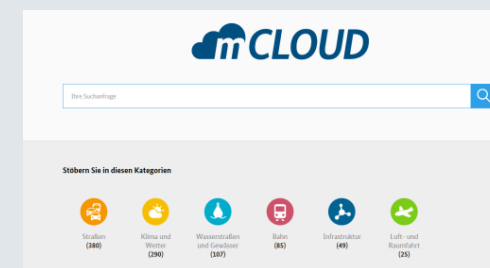 mCLOUD
Ihre Suchanfrage
Stöbern Sie in diesen Kategorien
Straßen
(380)
Klima und
Wetter
(290)
Wasserstraßen
und Gewässer
(107)
Bahn
(85)
Infrastruktur
(49)
Luft- und
Raumfahrt
(25)